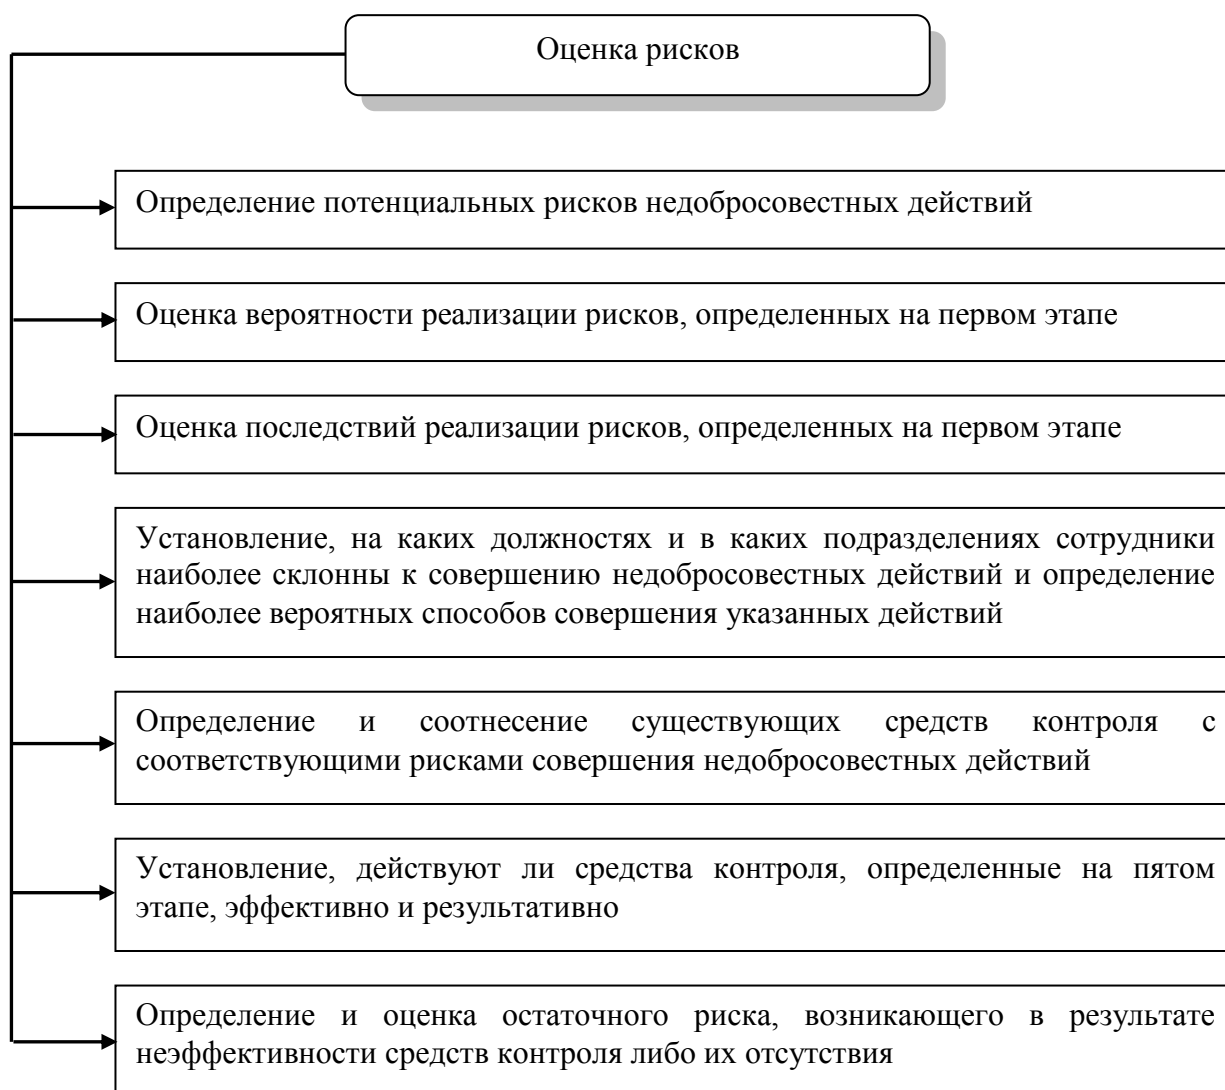 Оценка рисков
Определение потенциальных рисков недобросовестных действий
Оценка вероятности реализации рисков, определенных на первом этапе
Оценка последствий реализации рисков, определенных на первом этапе
Установление, на каких должностях и в каких подразделениях сотрудники
наиболее склонны к совершению недобросовестных действий и определение
наиболее вероятных способов совершения указанных действий
Определение и соотнесение существующих средств контроля с
соответствующими рисками совершения недобросовестных действий
Установление, действуют ли средства контроля, определенные на пятом
этапе, эффективно и результативно
Определение и оценка остаточного риска, возникающего в результате
неэффективности средств контроля либо их отсутствия